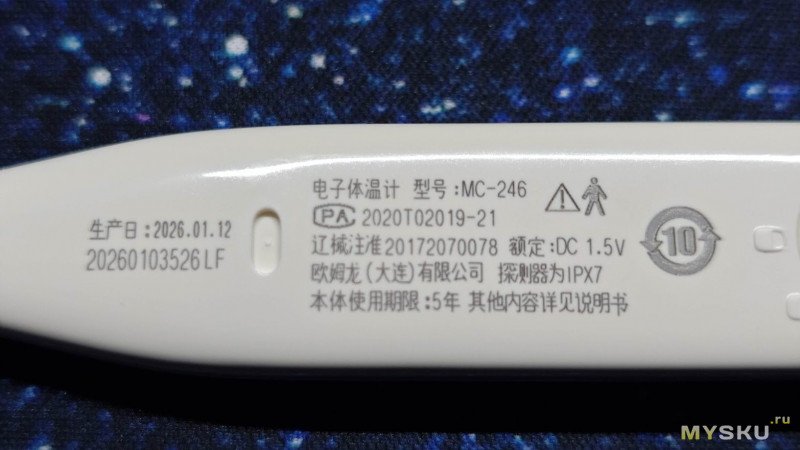 生产日:2026.01.12
20260103526LF
电子体温计 型号:MC-246
PA 2020T02019-21
辽械注准20172070078 额定:DC 1.5V
欧姆龙(大连)有限公司 探测器为IPX7
本体使用期限:5年 其他内容详见说明书
10
MYSKU.ru